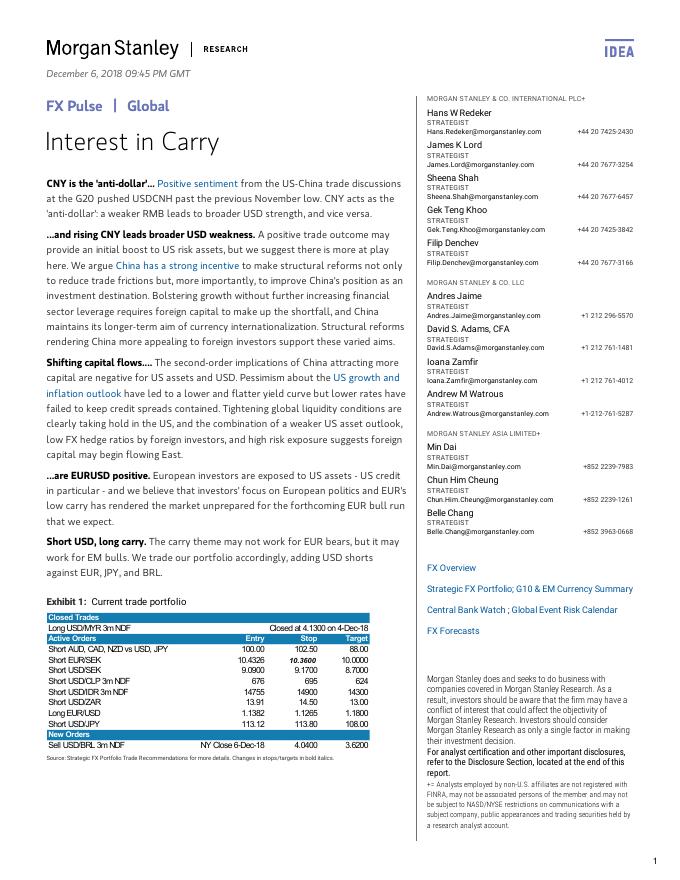 Morgan Stanley | RESEARCH
IDEA
December 6, 2018 09:45 PM GMT
FX Pulse | Global
Interest in Carry
CNY is the 'anti-dollar'... Positive sentiment from the US-China trade discussions
at the G20 pushed USDCNH past the previous November low. CNY acts as the
'anti-dollar': a weaker RMB leads to broader USD strength, and vice versa.
...and rising CNY leads broader USD weakness. A positive trade outcome may
provide an initial boost to US risk assets, but we suggest there is more at play
here. We argue China has a strong incentive to make structural reforms not only
to reduce trade frictions but, more importantly, to improve China's position as an
investment destination. Bolstering growth without further increasing financial
sector leverage requires foreign capital to make up the shortfall, and China
maintains its longer-term aim of currency internationalization. Structural reforms
rendering China more appealing to foreign investors support these varied aims.
Shifting capital flows.... The second-order implications of China attracting more
capital are negative for US assets and USD. Pessimism about the US growth and
inflation outlook have led to a lower and flatter yield curve but lower rates have
failed to keep credit spreads contained. Tightening global liquidity conditions are
clearly taking hold in the US, and the combination of a weaker US asset outlook,
low FX hedge ratios by foreign investors, and high risk exposure suggests foreign
capital may begin flowing East.
...are EURUSD positive. European investors are exposed to US assets - US credit
in particular - and we believe that investors' focus on European politics and EUR's
low carry has rendered the market unprepared for the forthcoming EUR bull run
that we expect.
Short USD, long carry. The carry theme may not work for EUR bears, but it may
work for EM bulls. We trade our portfolio accordingly, adding USD shorts
against EUR, JPY, and BRL.
Exhibit 1: Current trade portfolio
Closed Trades
Long USD/MYR 3m NDF Closed at 4.1300 on 4-Dec-18
Active Orders Entry Stop Target
Short AUD, CAD, NZD vs USD, JPY 100.00 102.50 88.00
Short EUR/SEK 10.4326 10.3600 10.0000
Short USD/SEK 9.0900 9.1700 8.7000
Short USD/CLP 3m NDF 676 695 624
Short USD/IDR 3m NDF 14755 14900 14300
Short USD/ZAR 13.91 14.50 13.00
Long EUR/USD 1.1382 1.1265 1.1800
Short USD/JPY 113.12 113.80 108.00
New Orders
Sell USD/BRL 3m NDF NY Close 6-Dec-18 4.0400 3.6200
Source: Strategic FX Portfolio Trade Recommendations for more details. Changes in stops/targets in bold italics.
MORGAN STANLEY & CO. INTERNATIONAL PLC+
Hans W Redeker
STRATEGIST
Hans.Redeker@morganstanley.com +44 20 7425-2430
James K Lord
STRATEGIST
James.Lord@morganstanley.com +44 20 7677-3254
Sheena Shah
STRATEGIST
Sheena.Shah@morganstanley.com +44 20 7677-6457
Gek Teng Khoo
STRATEGIST
Gek.Teng.Khoo@morganstanley.com +44 20 7425-3842
Filip Denchev
STRATEGIST
Filip.Denchev@morganstanley.com +44 20 7677-3166
MORGAN STANLEY & CO. LLC
Andres Jaime
STRATEGIST
Andres.Jaime@morganstanley.com +1 212 296-5570
David S. Adams, CFA
STRATEGIST
David.S.Adams@morganstanley.com +1 212 761-1481
Ioana Zamfir
STRATEGIST
Ioana.Zamfir@morganstanley.com +1 212 761-4012
Andrew M Watrous
STRATEGIST
Andrew.Watrous@morganstanley.com +1-212-761-5287
MORGAN STANLEY ASIA LIMITED+
Min Dai
STRATEGIST
Min.Dai@morganstanley.com +852 2239-7983
Chun Him Cheung
STRATEGIST
Chun.Him.Cheung@morganstanley.com +852 2239-1261
Belle Chang
STRATEGIST
Belle.Chang@morganstanley.com +852 3963-0668
FX Overview
Strategic FX Portfolio; G10 & EM Currency Summary
Central Bank Watch ; Global Event Risk Calendar
FX Forecasts
Morgan Stanley does and seeks to do business with
companies covered in Morgan Stanley Research. As a
result, investors should be aware that the firm may have a
conflict of interest that could affect the objectivity of
Morgan Stanley Research. Investors should consider
Morgan Stanley Research as only a single factor in making
their investment decision.
For analyst certification and other important disclosures,
refer to the Disclosure Section, located at the end of this
report.
+= Analysts employed by non-U.S. affiliates are not registered with
FINRA, may not be associated persons of the member and may not
be subject to NASD/NYSE restrictions on communications with a
subject company, public appearances and trading securities held by
a research analyst account.
1